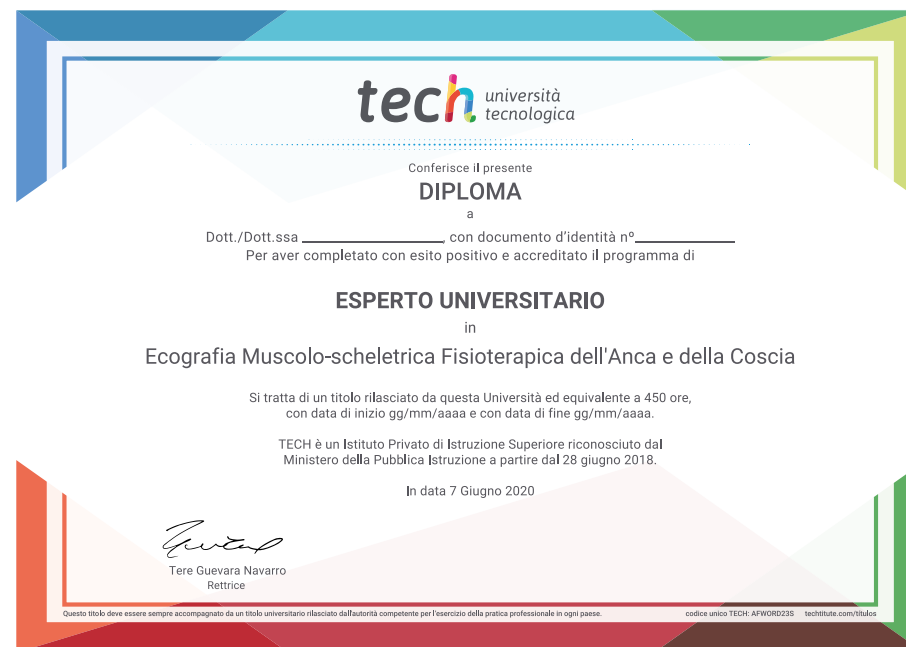 tech università
tecnologica
Conferisce il presente
DIPLOMA
a
Dott./Dott.ssa ____________________, con documento d'identità nº______________
Per aver completato con esito positivo e accreditato il programma di
ESPERTO UNIVERSITARIO
in
Ecografia Muscolo-scheletrica Fisioterapica dell'Anca e della Coscia
Si tratta di un titolo rilasciato da questa Università ed equivalente a 450 ore,
con data di inizio gg/mm/aaaa e con data di fine gg/mm/aaaa.
TECH è un Istituto Privato di Istruzione Superiore riconosciuto dal
Ministero della Pubblica Istruzione a partire dal 28 giugno 2018.
In data 7 Giugno 2020
Tere Guevara Navarro
Rettrice
Questo titolo deve essere sempre accompagnato da un titolo universitario rilasciato dall'autorità competente per l'esercizio della pratica professionale in ogni paese. codice unico TECH: AFWORD23S techtitute.com/títulos